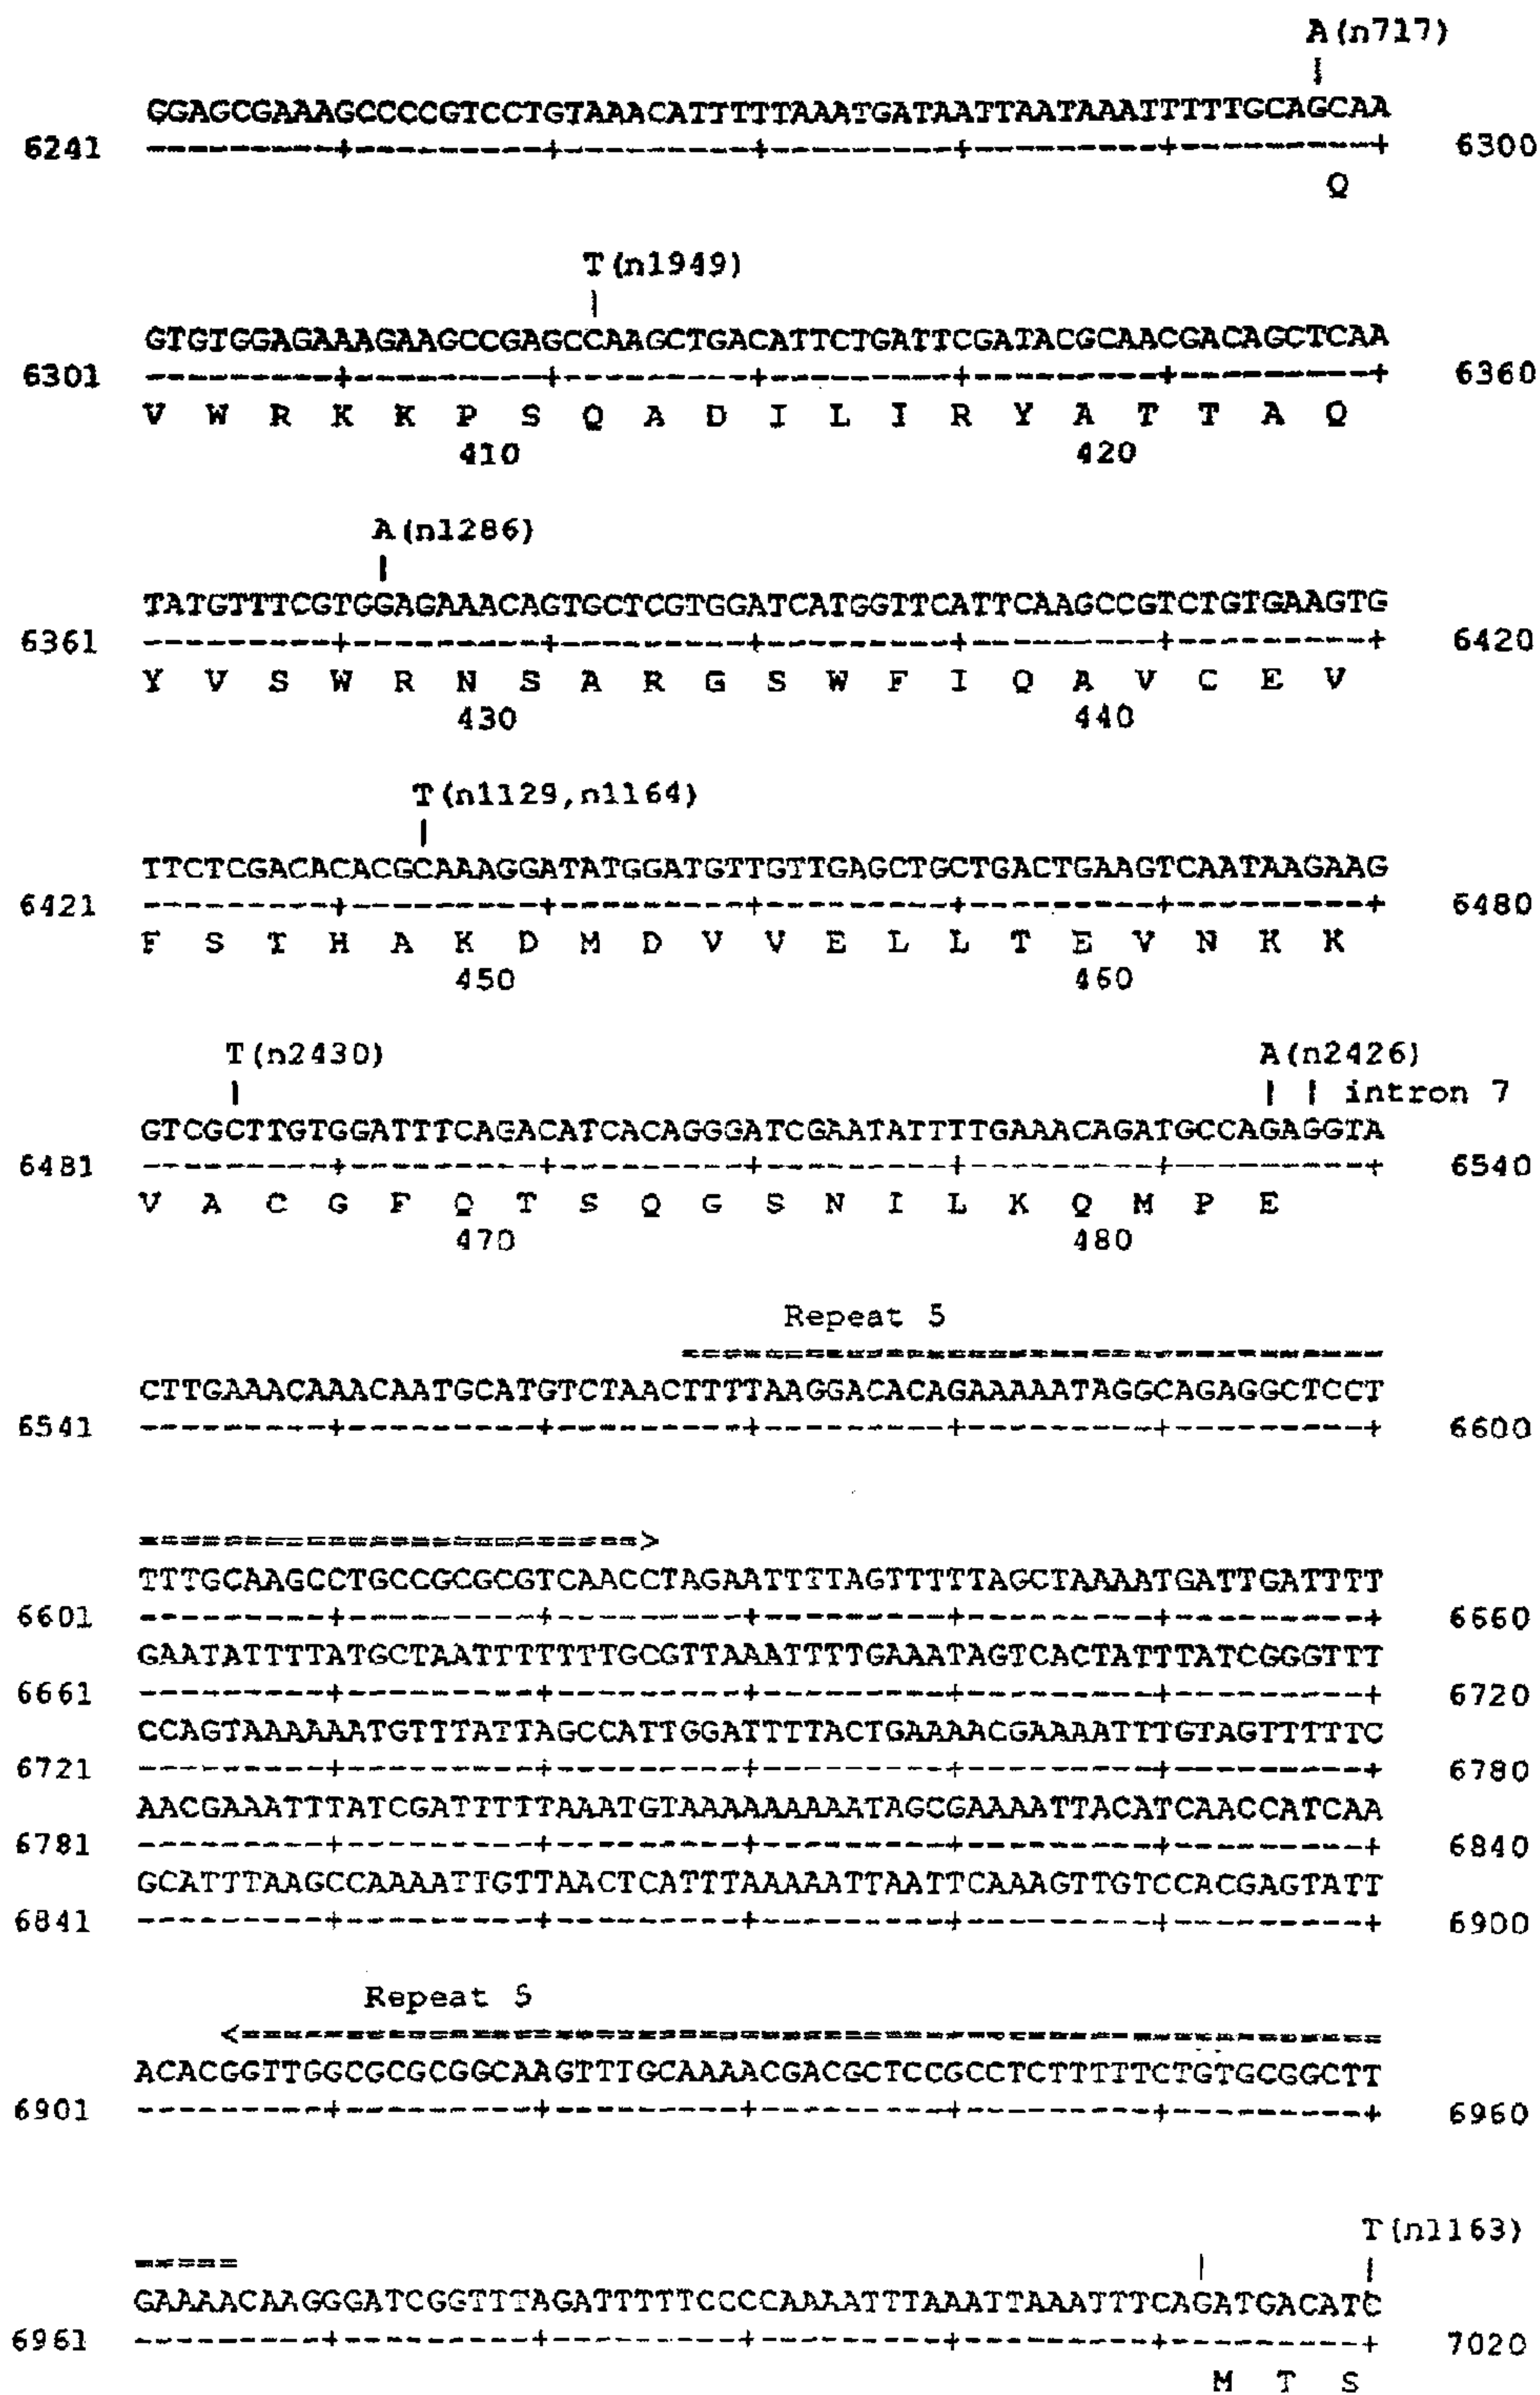 A(n717)
GGAGCGAAAGCCCCGTCCTGTAAACATTTTTAAATGATAATTAATAAATTTTTGCAGCAA
6241 ---------+---------+---------+---------+---------+---------+ 6300
Q
T(n1949)
GTGTGGAGAAAGAAGCCGAGCCAAGCTGACATTCTGATTCGATACGCAACGACAGCTCAA
6301 ---------+---------+---------+---------+---------+---------+ 6360
V W R K K P S Q A D I L I R Y A T T A Q
410 420
A(n1286)
TATGTTTCGTGGAGAAACAGTGCTCGTGGATCATGGTTCATTCAAGCCGTCTGTGAAGTG
6361 ---------+---------+---------+---------+---------+---------+ 6420
Y V S W R N S A R G S W F I Q A V C E V
430 440
T(n1129,n1164)
TTCTCGACACACGCAAAGGATATGGATGTTGTTGAGCTGCTGACTGAAGTCAATAAGAAG
6421 ---------+---------+---------+---------+---------+---------+ 6480
F S T H A K D M D V V E L L T E V N K K
450 460
T(n2430) A(n2426)
| | | intron 7
GTCGCTTGTGGATTTCAGACATCACAGGGATCGAATATTTTGAAACAGATGCCAGAGGTA
6481 ---------+---------+---------+---------+---------+---------+ 6540
V A C G F Q T S Q G S N I L K Q M P E
470 480
Repeat 5
==================================
CTTGAAACAAACAATGCATGTCTAACTTTTAAGGACACAGAAAAATAGGCAGAGGCTCCT
6541 ---------+---------+---------+---------+---------+---------+ 6600
========================>
TTTGCAAGCCTGCCGCGCGTCAACCTAGAATTTTAGTTTTTAGCTAAAATGATTGATTTT
6601 ---------+---------+---------+---------+---------+---------+ 6660
GAATATTTTATGCTAATTTTTTTGCGTTAAATTTTGAAATAGTCACTATTTATCGGGTTT
6661 ---------+---------+---------+---------+---------+---------+ 6720
CCAGTAAAAAATGTTTATTAGCCATTGGATTTTACTGAAAACGAAAATTTGTAGTTTTTC
6721 ---------+---------+---------+---------+---------+---------+ 6780
AACGAAATTTATCGATTTTTAAATGTAAAAAAAAATAGCGAAAATTACATCAACCATCAA
6781 ---------+---------+---------+---------+---------+---------+ 6840
GCATTTAAGCCAAAATTGTTAACTCATTTAAAAATTAATTCAAAGTTGTCCACGAGTATT
6841 ---------+---------+---------+---------+---------+---------+ 6900
Repeat 5
<=======================================================
ACACGGTTGGCGCGCGGCAAGTTTGCAAAACGACGCTCCGCCTCTTTTTCTGTGCGGCTT
6901 ---------+---------+---------+---------+---------+---------+ 6960
T(n1163)
=====
GAAAACAAGGGATCGGTTTAGATTTTTCCCCAAAATTTAAATTAAATTTCAGATGACATC
6961 ---------+---------+---------+---------+---------+---------+ 7020
M T S